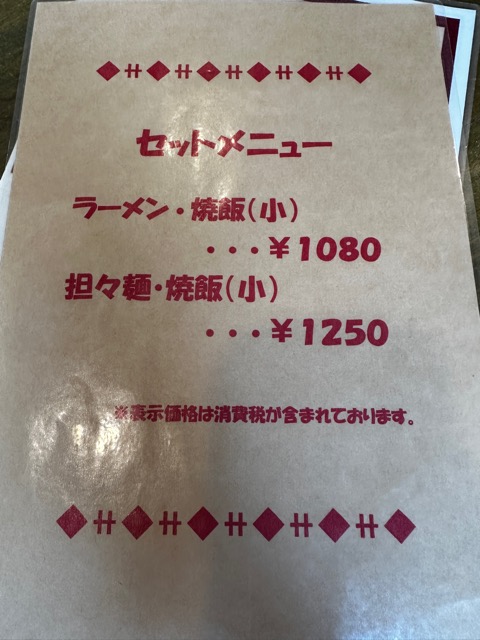 セットメニュー
ラーメン・焼飯(小)
・・・¥1080
担々麺・焼飯(小)
・・・¥1250
※表示価格は消費税が含まれております。